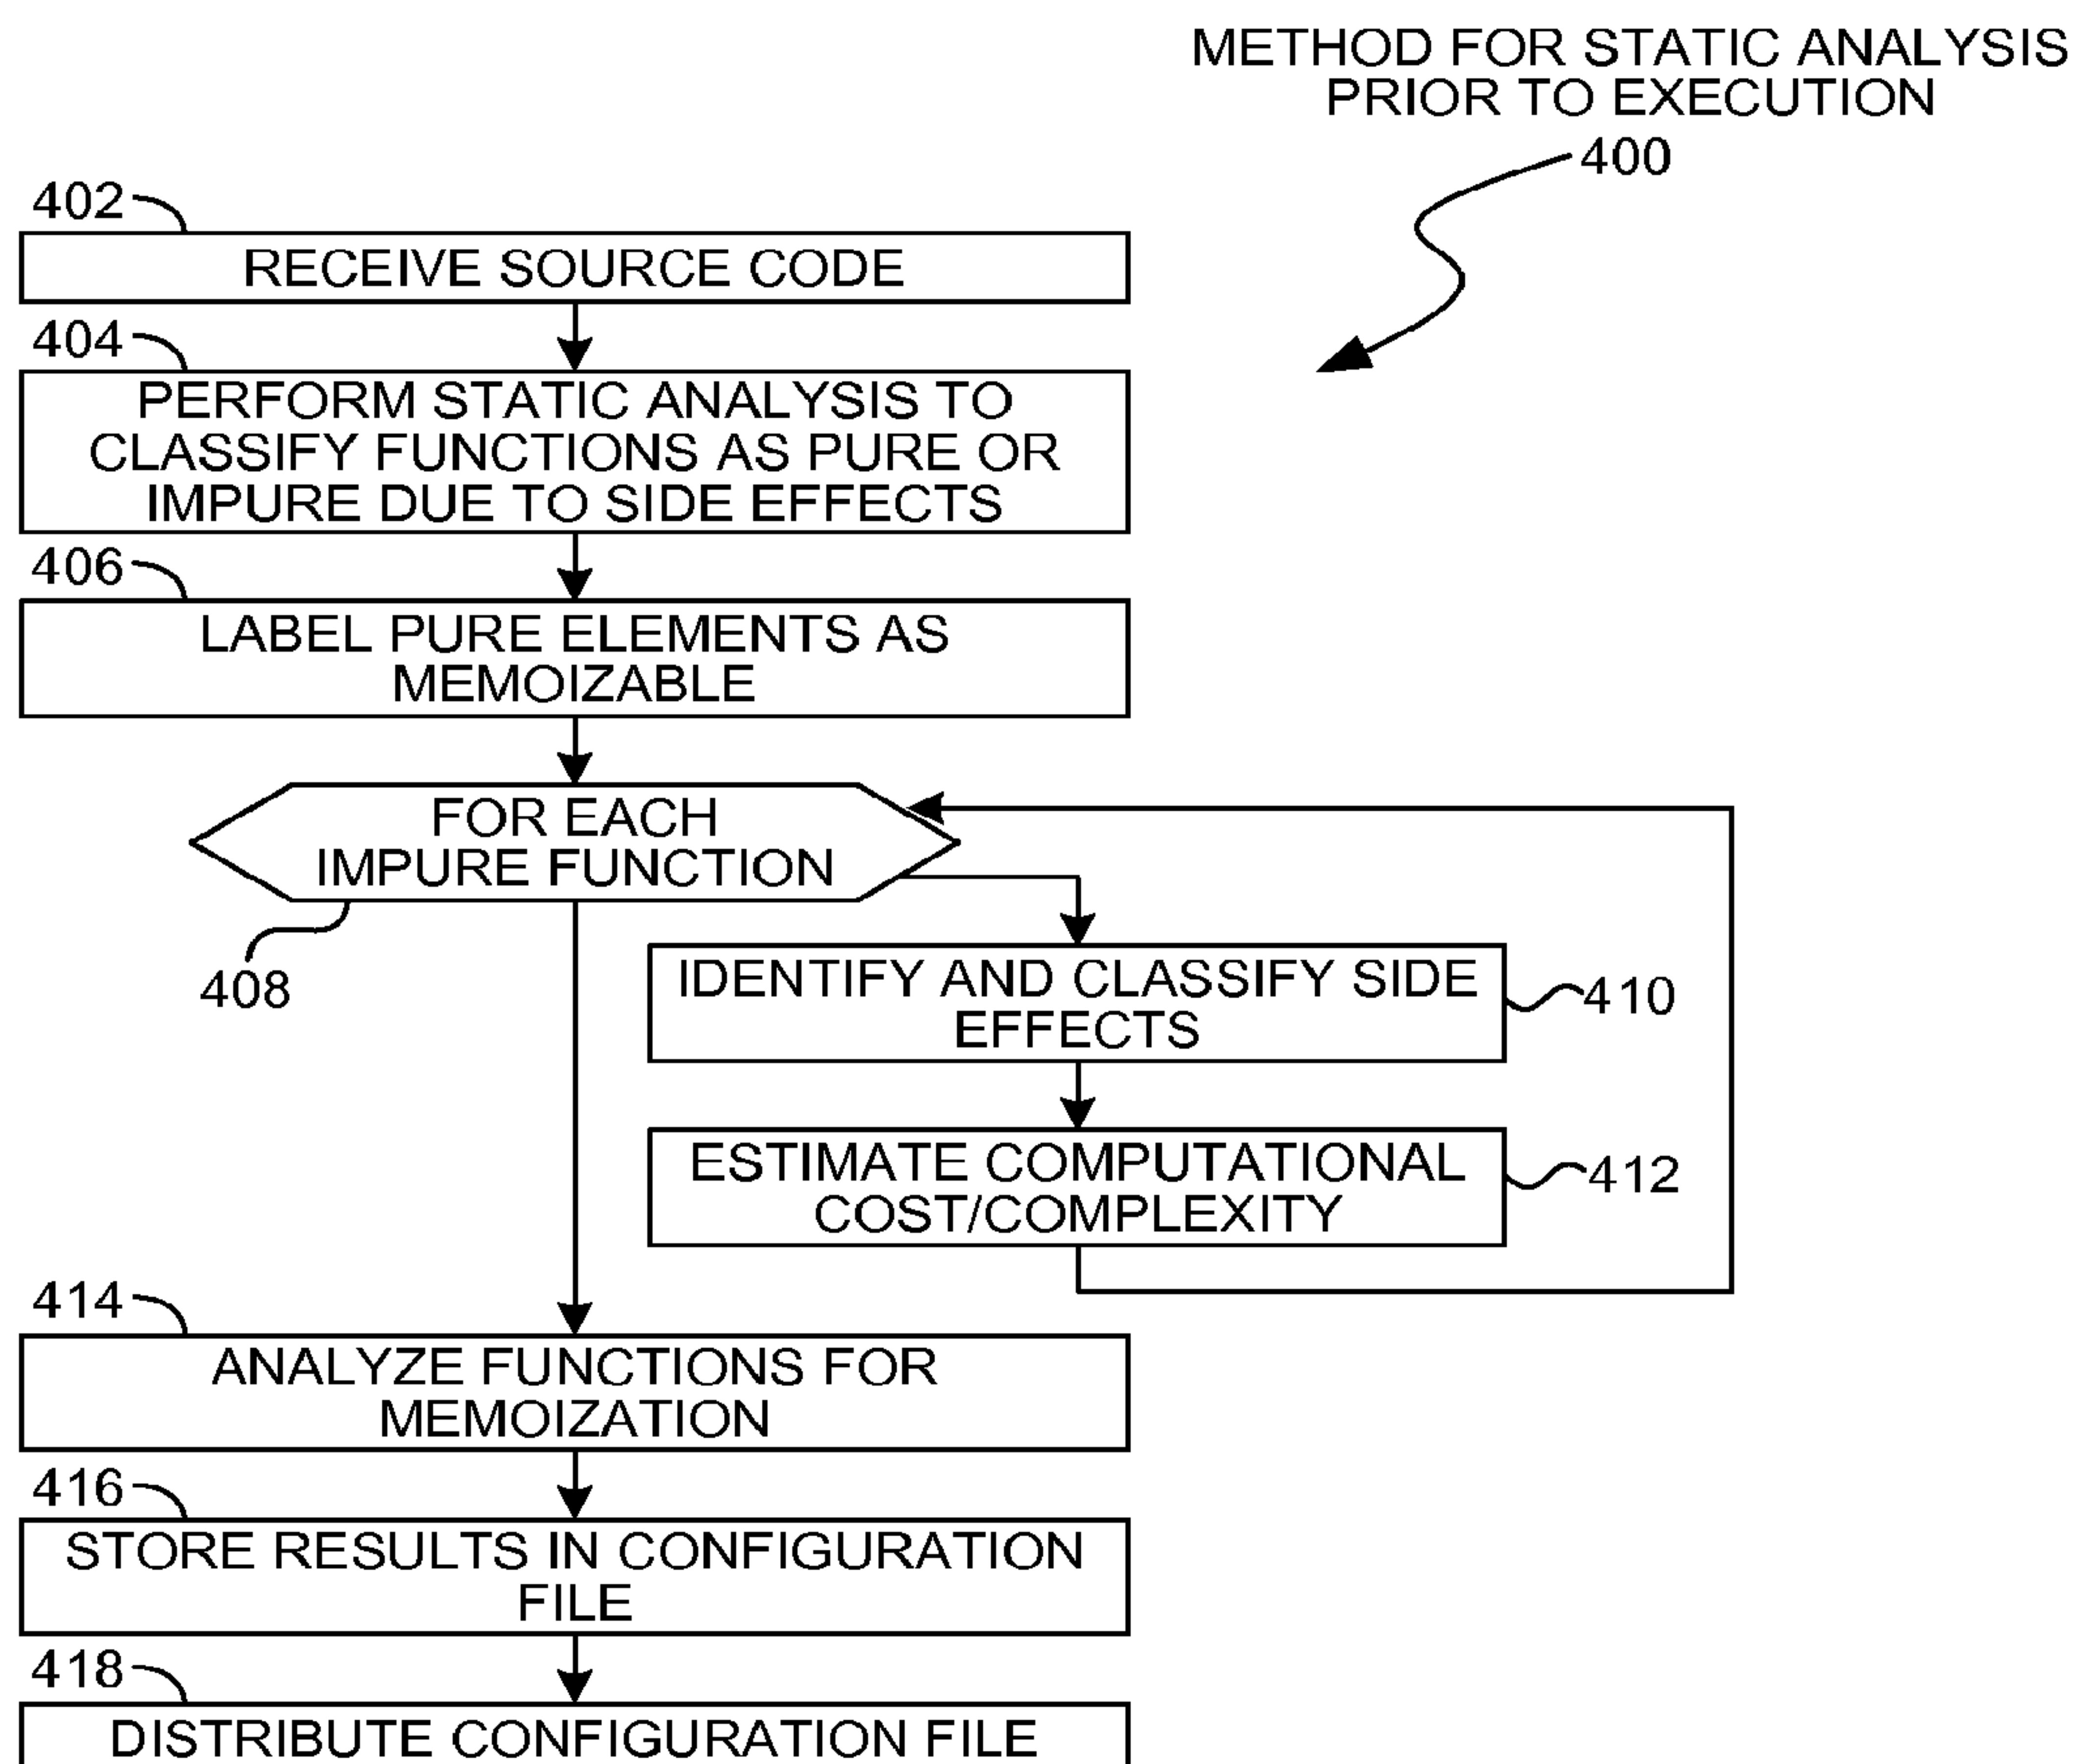 METHOD FOR STATIC ANALYSIS
PRIOR TO EXECUTION
400
402
RECEIVE SOURCE CODE
404
PERFORM STATIC ANALYSIS TO
CLASSIFY FUNCTIONS AS PURE OR
IMPURE DUE TO SIDE EFFECTS
406
LABEL PURE ELEMENTS AS
MEMOIZABLE
FOR EACH
IMPURE FUNCTION
408
IDENTIFY AND CLASSIFY SIDE
EFFECTS
410
ESTIMATE COMPUTATIONAL
COST/COMPLEXITY
412
414
ANALYZE FUNCTIONS FOR
MEMOIZATION
416
STORE RESULTS IN CONFIGURATION
FILE
418
DISTRIBUTE CONFIGURATION FILE